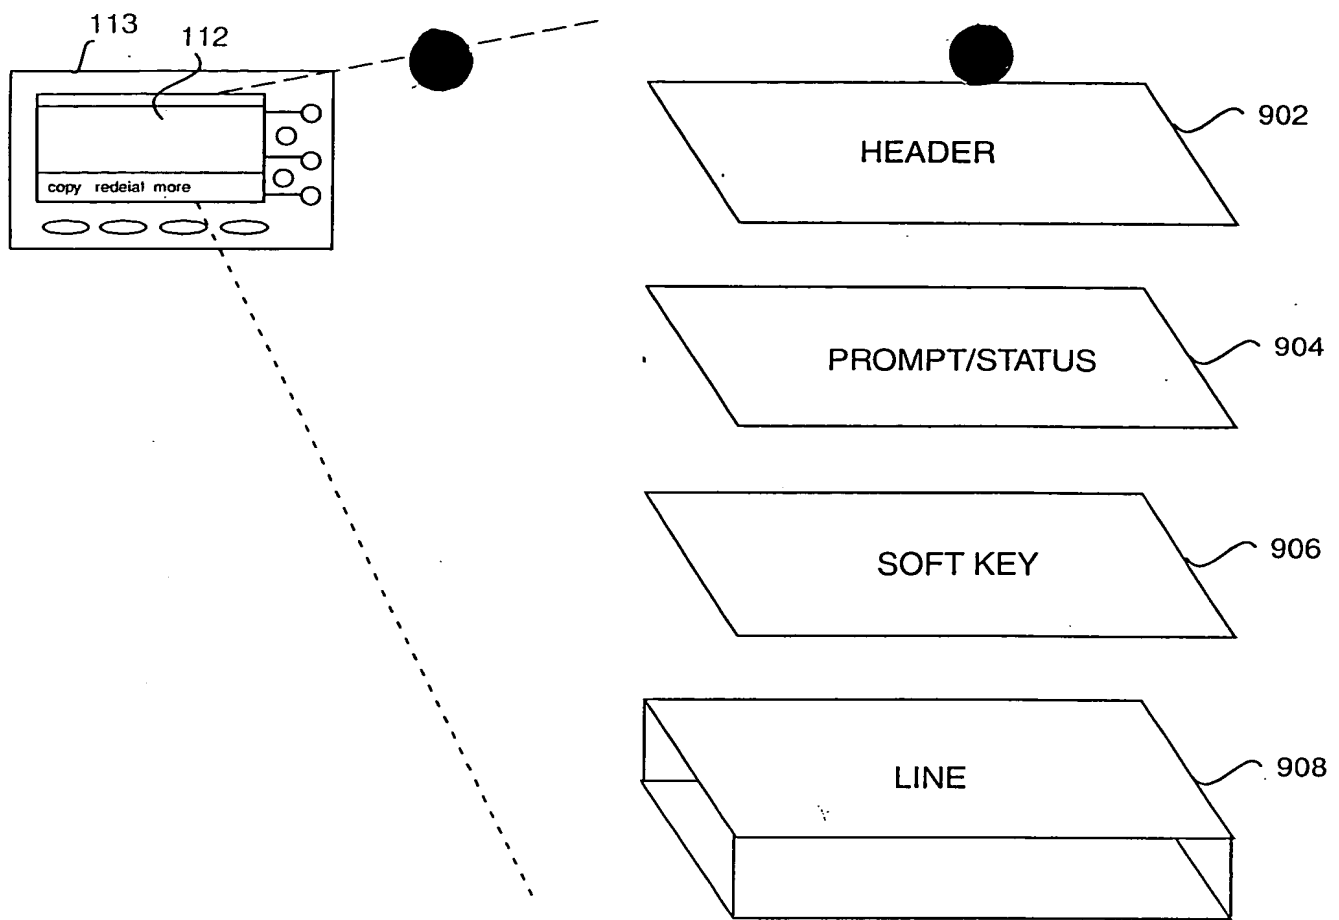 113
112
copy redeial more
HEADER
902
PROMPT/STATUS
904
SOFT KEY
906
LINE
908